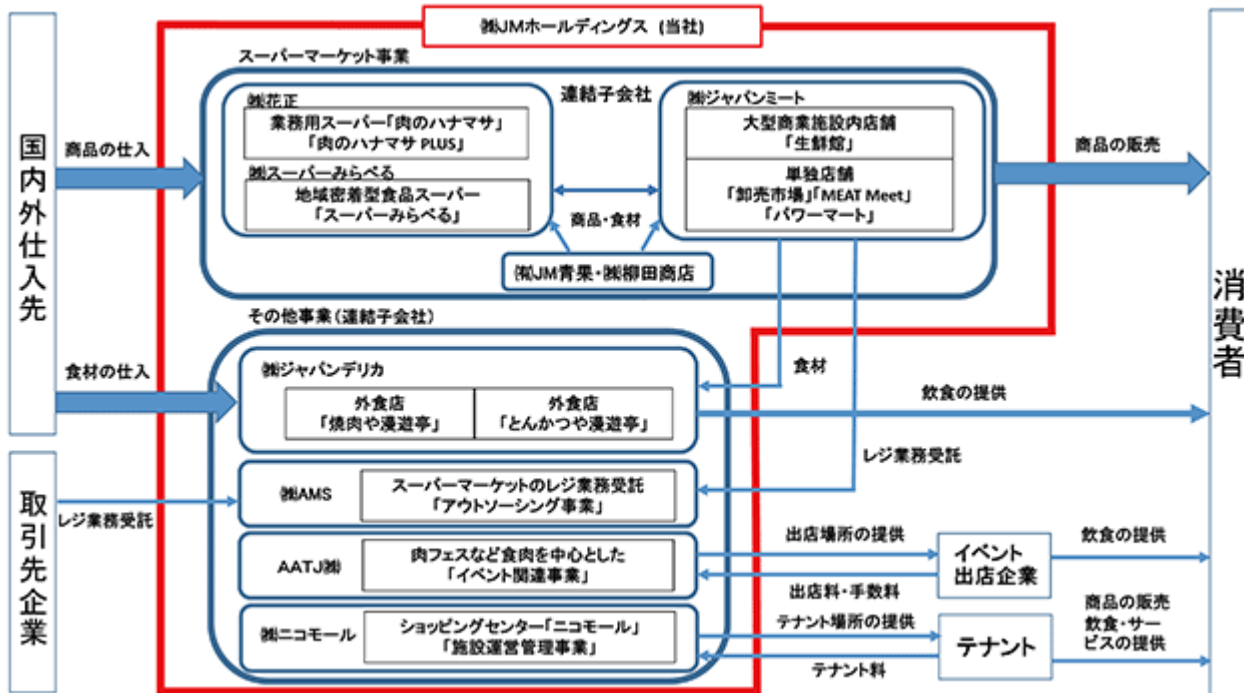 ㈱JMホールディングス (当社)
スーパーマーケット事業
連結子会社
㈱花正
業務用スーパー「肉のハナマサ」
「肉のハナマサ PLUS」
㈱スーパーみらべる
地域密着型食品スーパー
「スーパーみらべる」
㈱ジャパンミート
大型商業施設内店舗
「生鮮館」
単独店舗
「卸売市場」「MEAT Meet」
「パワーマート」
商品・食材
㈲JM青果・㈱柳田商店
国内外仕入先
商品の仕入
食材の仕入
商品の販売
消費者
その他事業(連結子会社)
㈱ジャパンデリカ
外食店
「焼肉や漫遊亭」
外食店
「とんかつや漫遊亭」
食材
飲食の提供
レジ業務受託
取引先企業
レジ業務受託
㈱AMS
スーパーマーケットのレジ業務受託
「アウトソーシング事業」
AATJ㈱
肉フェスなど食肉を中心とした
「イベント関連事業」
出店場所の提供
出店料・手数料
イベント
出店企業
飲食の提供
㈱ニコモール
ショッピングセンター「ニコモール」
「施設運営管理事業」
テナント場所の提供
テナント料
テナント
商品の販売
飲食・サー
ビスの提供